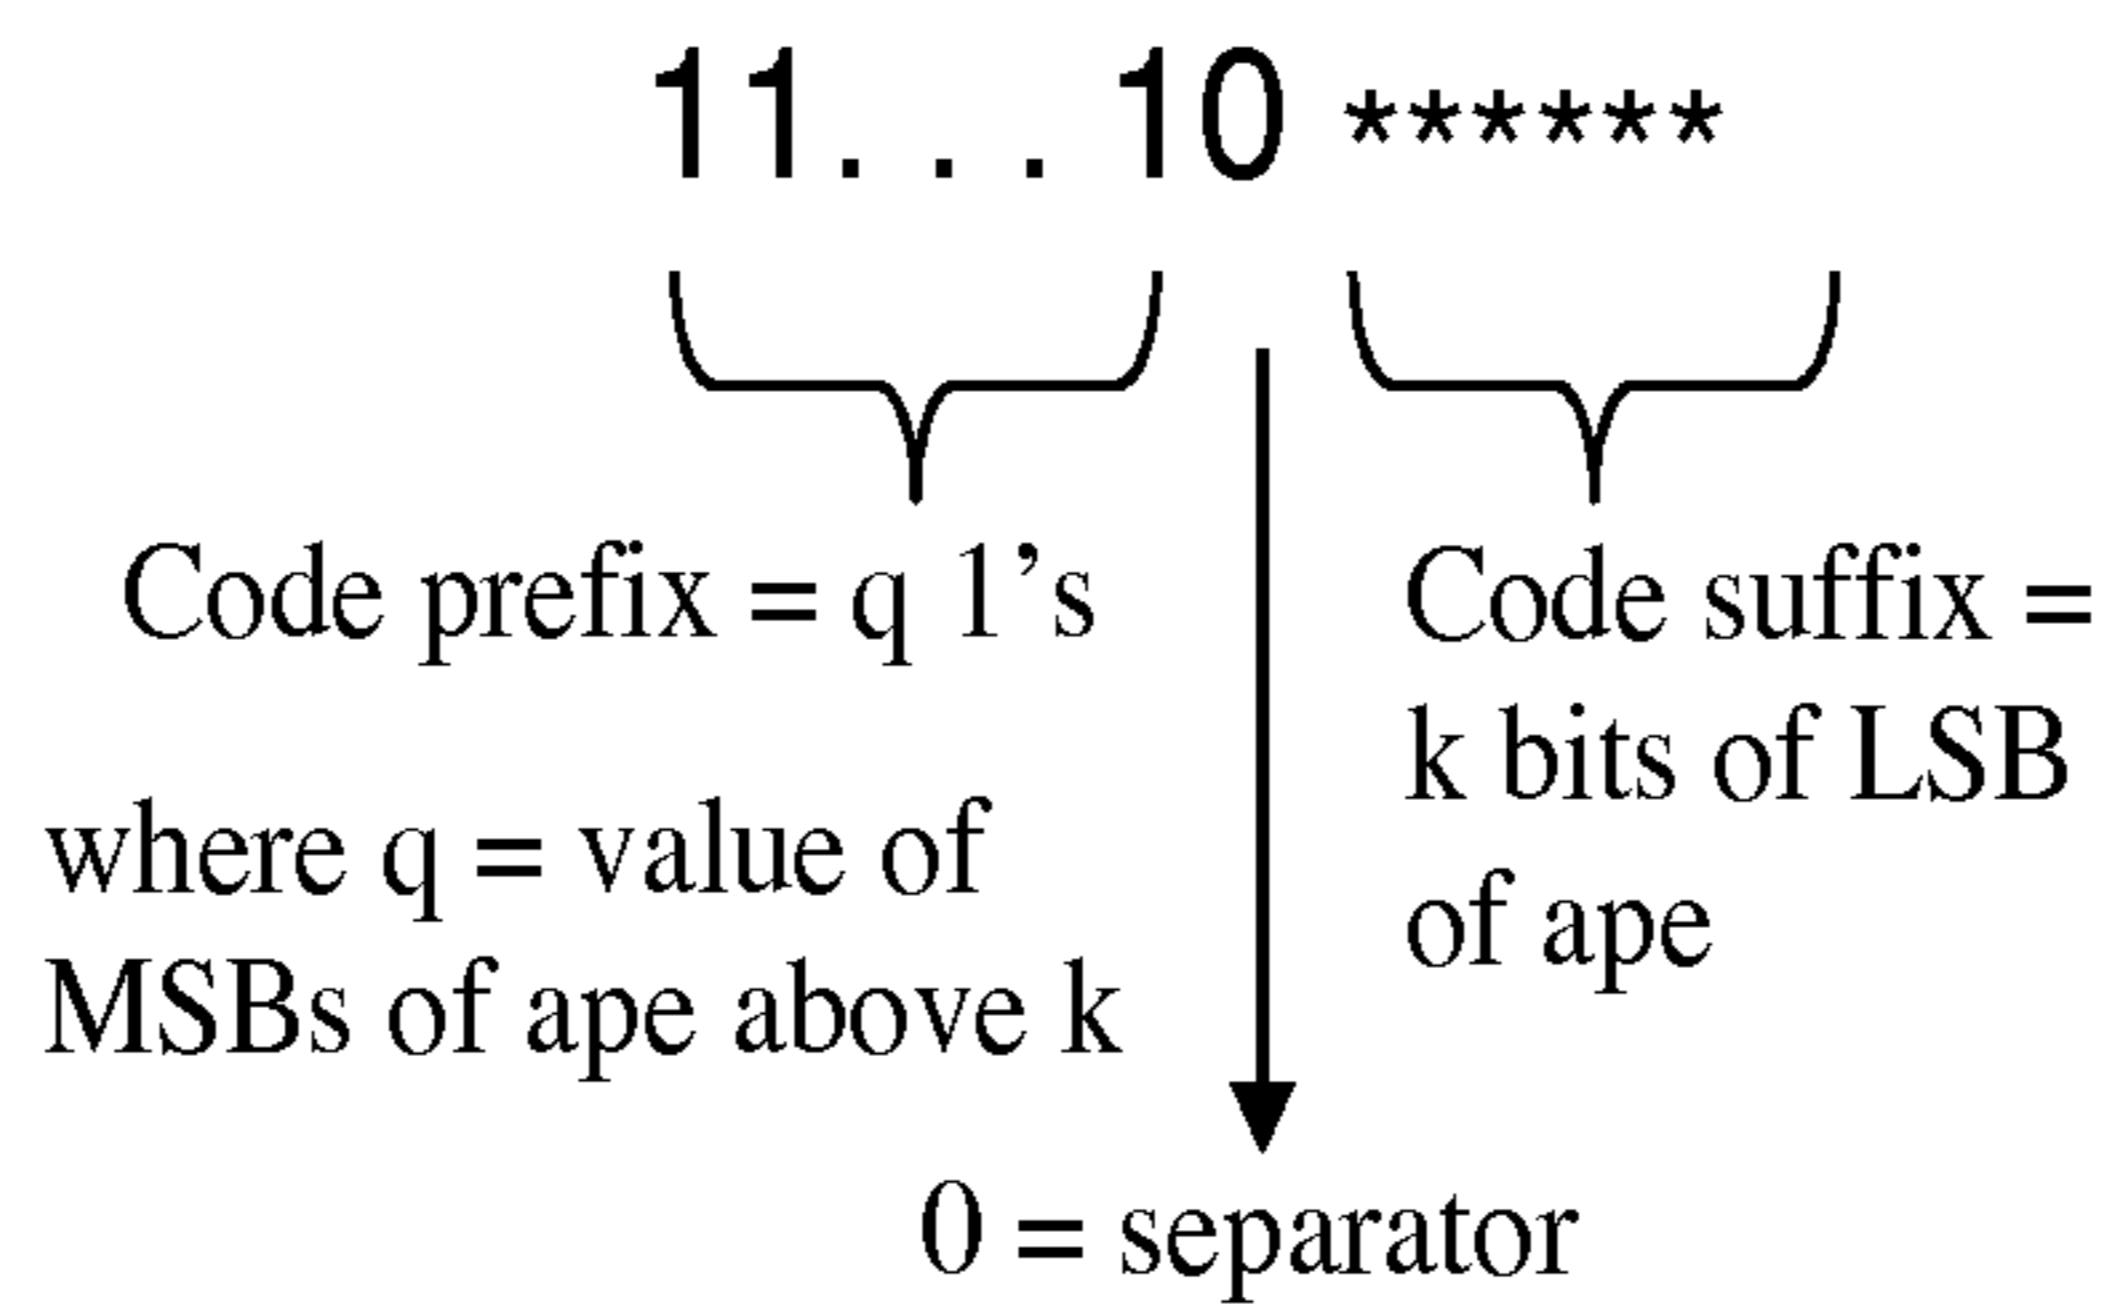 11...10 ******
Code prefix = q 1’s
where q = value of
MSBs of ape above k
Code suffix =
k bits of LSB
of ape
0 = separator